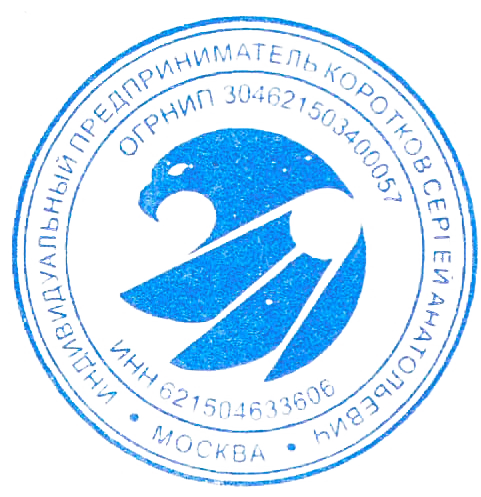 ИНДИВИДУАЛЬНЫЙ ПРЕДПРИНИМАТЕЛЬ КОРОТКОВ СЕРГЕЙ АНАТОЛЬЕВИЧ
• МОСКВА •
ОГРНИП 304621503400057
ИНН 621504633606